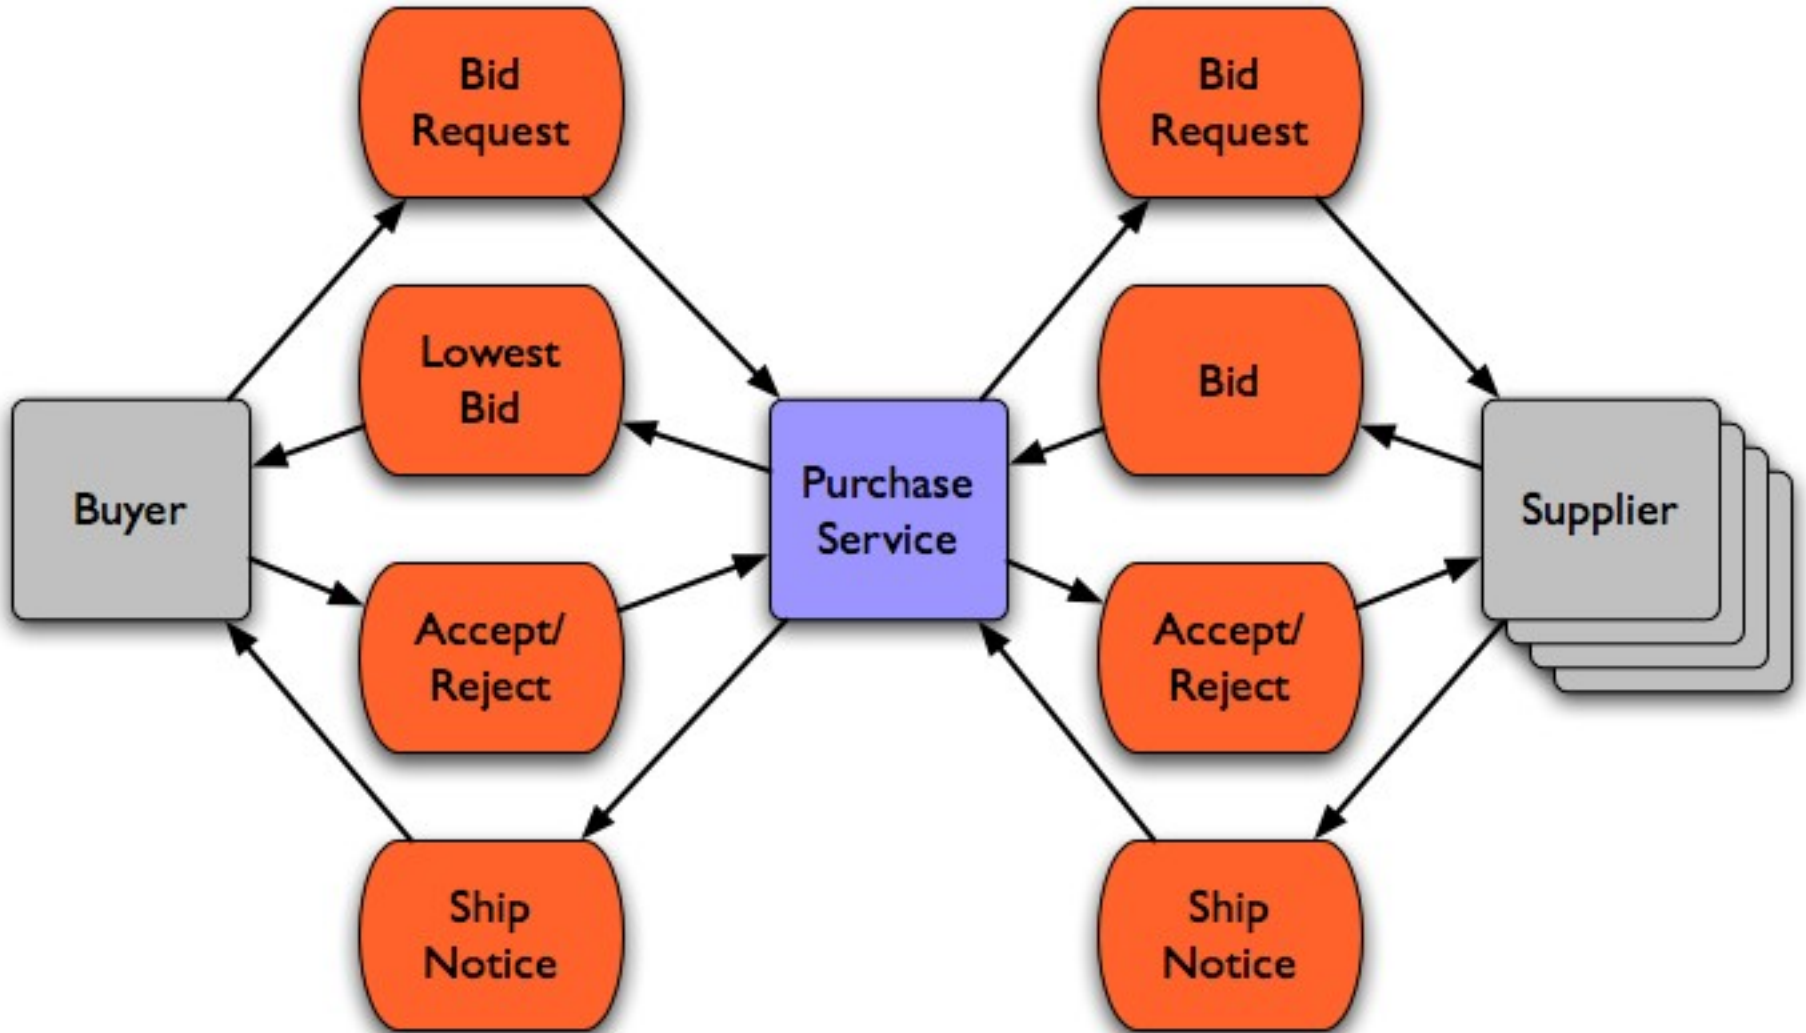 Bid
Request
Bid
Request
Lowest
Bid
Bid
Buyer
Purchase
Service
Supplier
Accept/
Reject
Accept/
Reject
Ship
Notice
Ship
Notice